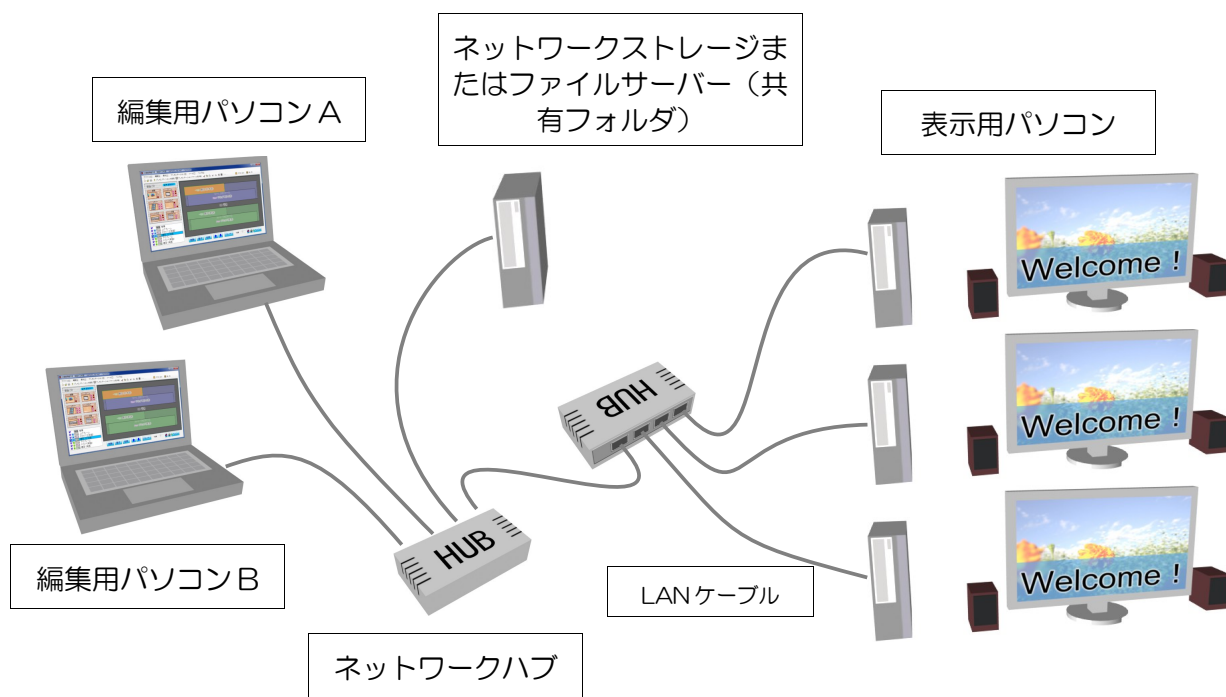 ネットワークストレージま
たはファイルサーバー（共
有フォルダ）
編集用パソコンA
表示用パソコン
Welcome !
HUB
Welcome !
HUB
編集用パソコンB
LANケーブル
Welcome !
ネットワークハブ